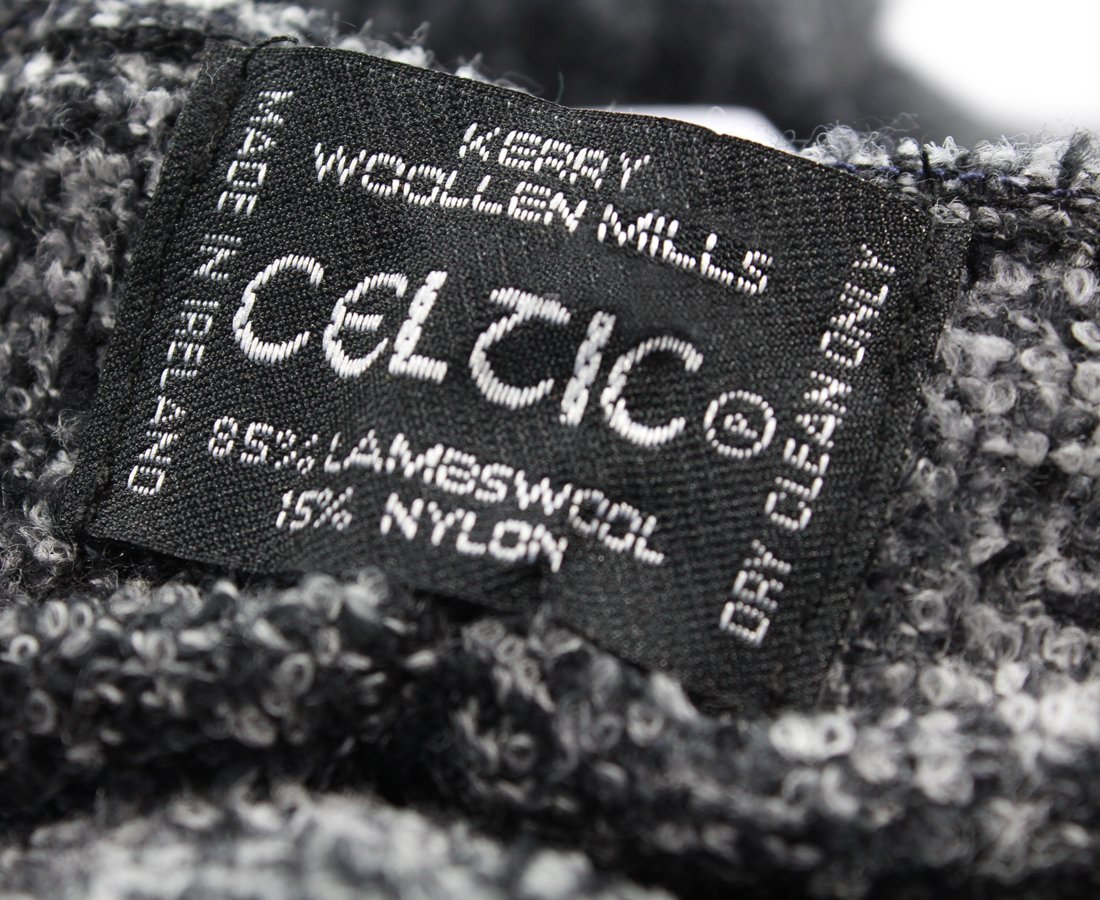 KERRY
WOOLLEN MILLS
CELTIC Ⓟ
85% LAMBSWOOL
15% NYLON
MADE IN IRELAND
DRY CLEAN ONLY